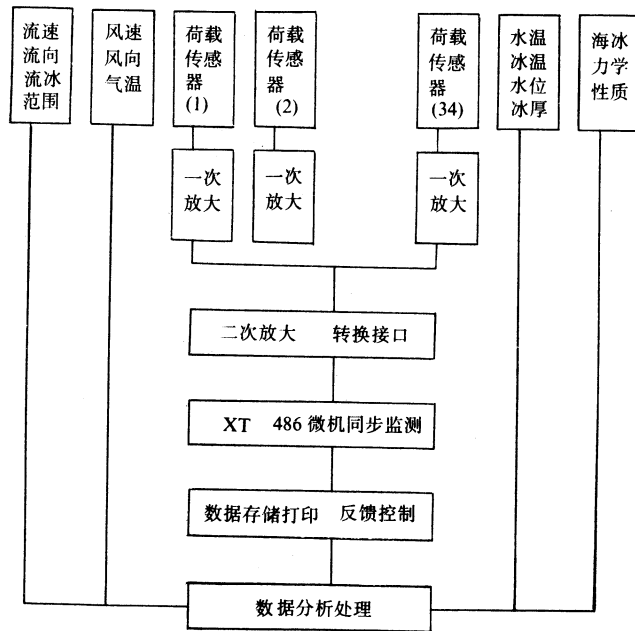 流速
流向
流冰
范围
风速
风向
气温
荷载
传感
器
(1)
荷载
传感
器
(2)
荷载
传感
器
(34)
水温
冰温
水位
冰厚
海冰
力学
性质
一次
放大
一次
放大
一次
放大
二次放大 转换接口
XT 486 微机同步监测
数据存储打印 反馈控制
数据分析处理